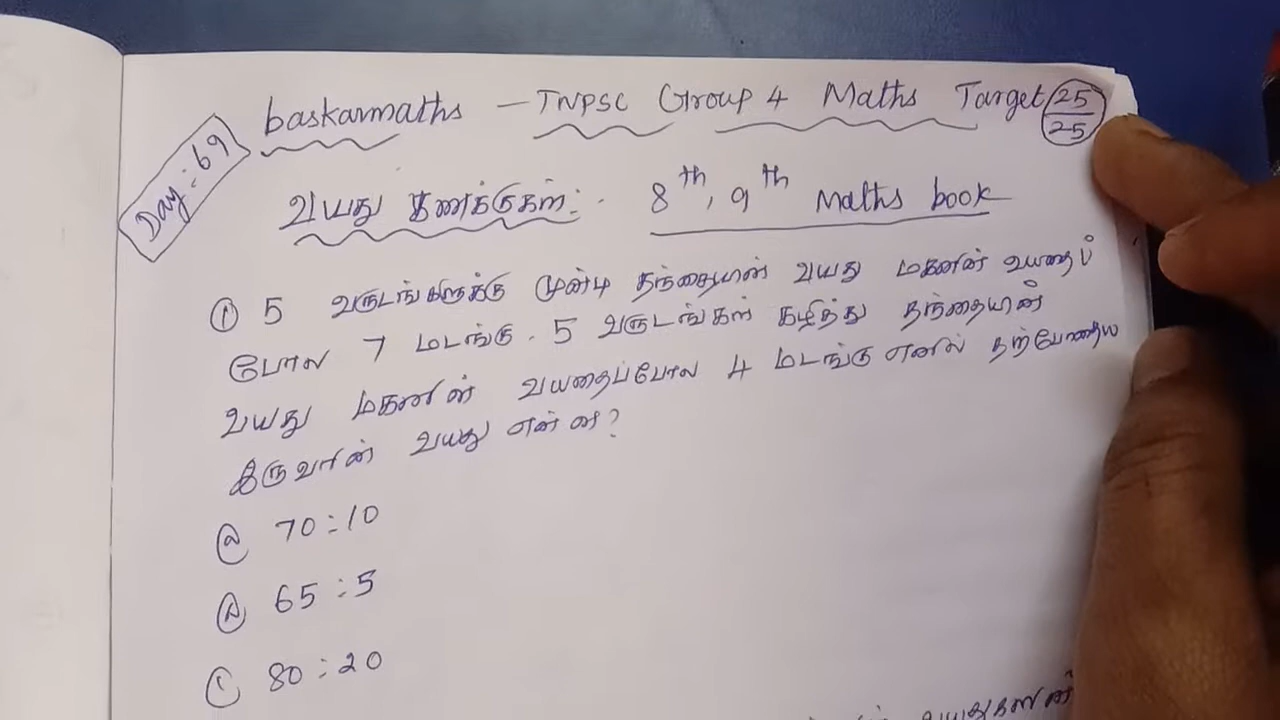 baskarmaths - TNPSC Group 4 Maths Target 25/25
Day: 69
வயது கணக்குகள்: 8th, 9th Maths book
① 5 வருடங்களுக்கு முன்பு தந்தையின் வயது மகனின் வயதைப்
போல 7 மடங்கு. 5 வருடங்கள் கழித்து தந்தையின்
வயது மகனின் வயதைப்போல 4 மடங்கு எனில் தற்போதைய
இருவரின் வயது என்ன?
ⓐ 70:10
ⓑ 65:5
ⓒ 80:20
வயதுகளின்